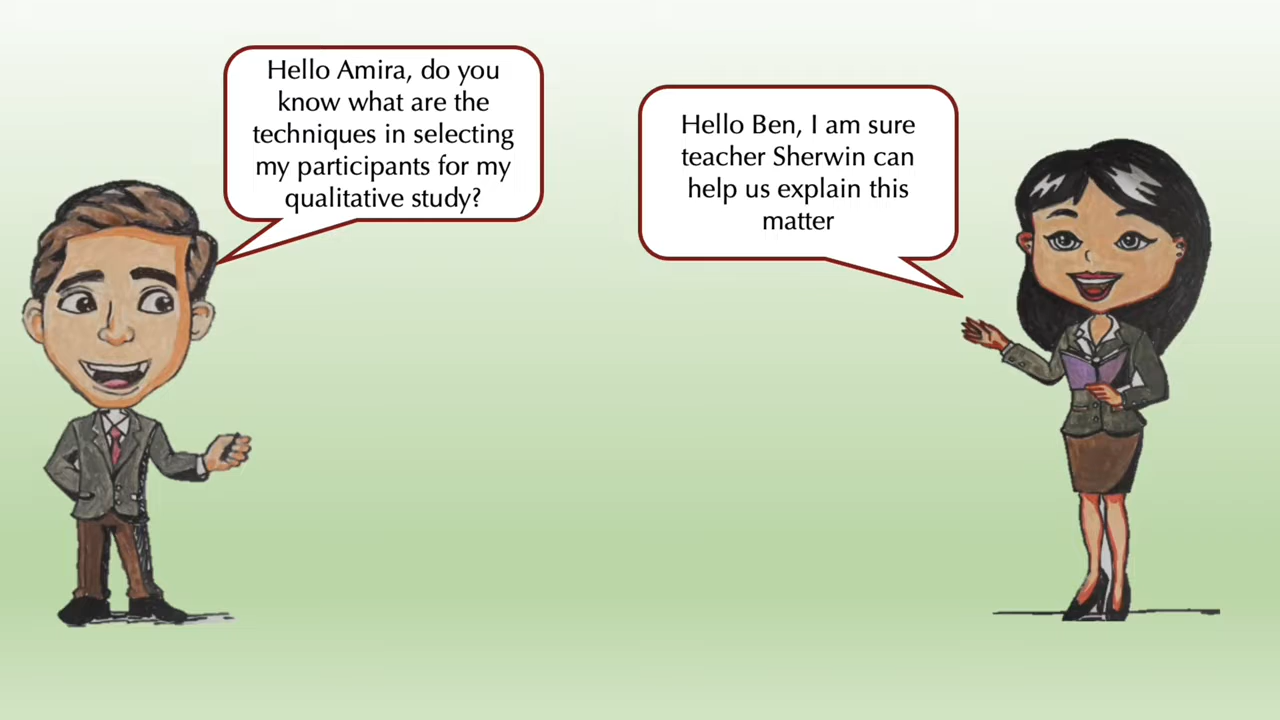 Hello Amira, do you
know what are the
techniques in selecting
my participants for my
qualitative study?
Hello Ben, I am sure
teacher Sherwin can
help us explain this
matter